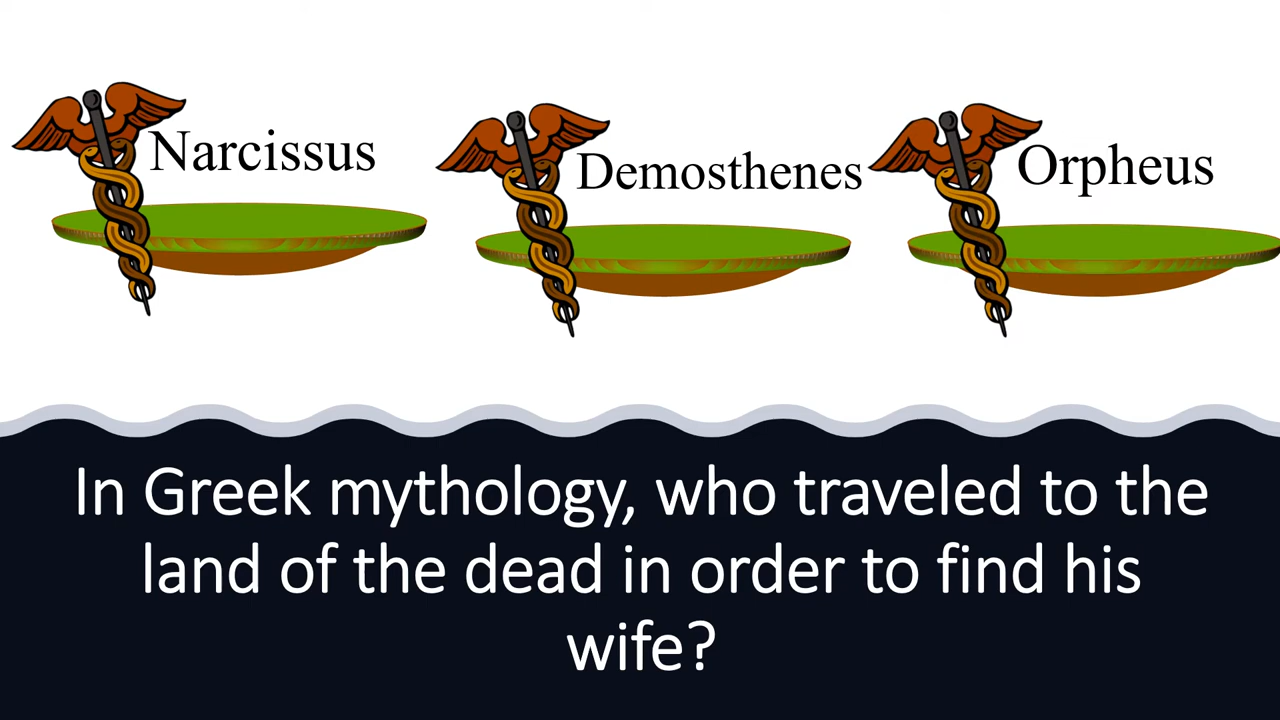 Narcissus
Demosthenes
Orpheus
In Greek mythology, who traveled to the
land of the dead in order to find his
wife?